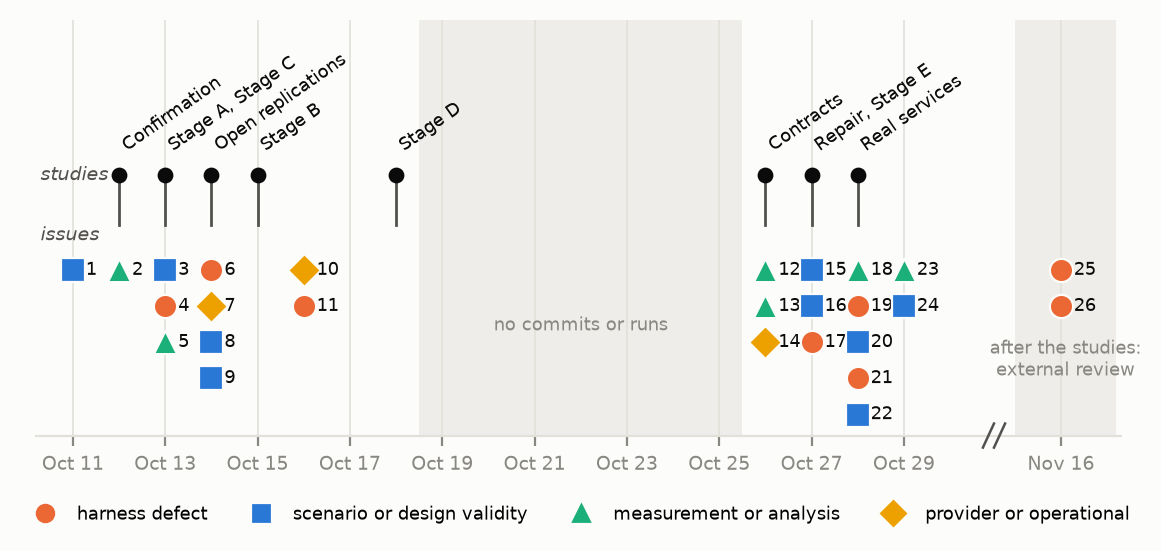 Confirmation
Stage A, Stage C
Open replications
Stage B
Stage D
Contracts
Repair, Stage E
Real services
studies
issues
1 2 3 6 10 12 15 18 23 25
4 7 11 13 16 19 24 26
5 8 14 17 20
9 21
22
no commits or runs
after the studies:
external review
Oct 11 Oct 13 Oct 15 Oct 17 Oct 19 Oct 21 Oct 23 Oct 25 Oct 27 Oct 29 Nov 16
harness defect scenario or design validity measurement or analysis provider or operational